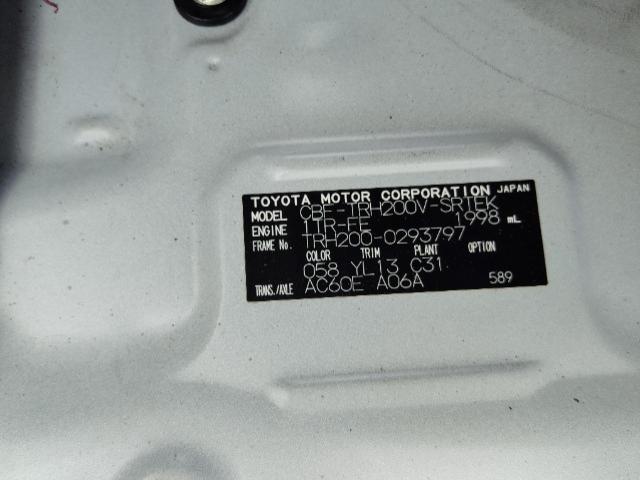 TOYOTA MOTOR CORPORATION JAPAN
MODEL CBF-TRH200V-SRTEK
ENGINE 1TR-FE 1998 mL
FRAME NO. TRH200-0293797
COLOR TRIM PLANT OPTION
058 YL13 C31
TRANS./AXLE AC60E A06A 589